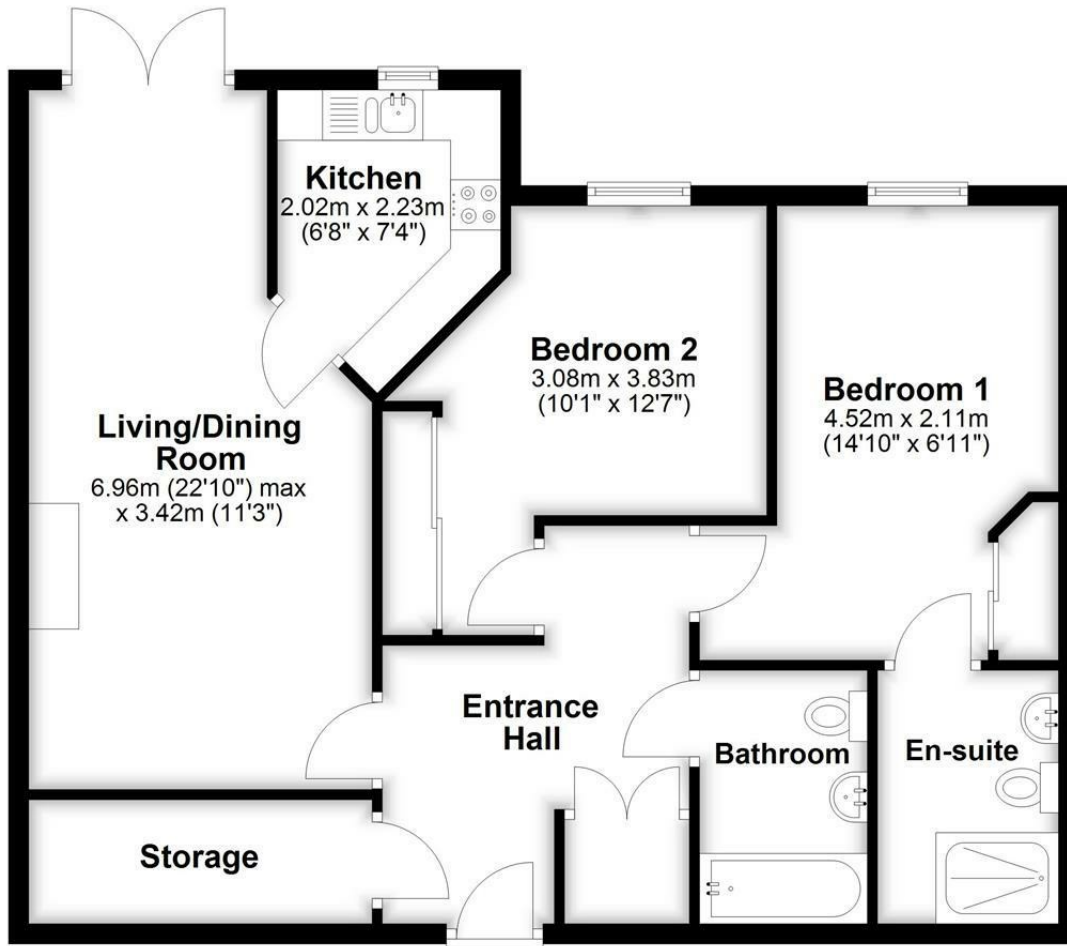 Kitchen
2.02m x 2.23m
(6'8" x 7'4")
Bedroom 2
3.08m x 3.83m
(10'1" x 12'7")
Bedroom 1
4.52m x 2.11m
(14'10" x 6'11")
Living/Dining
Room
6.96m (22'10") max
x 3.42m (11'3")
Entrance
Hall
Bathroom
En-suite
Storage